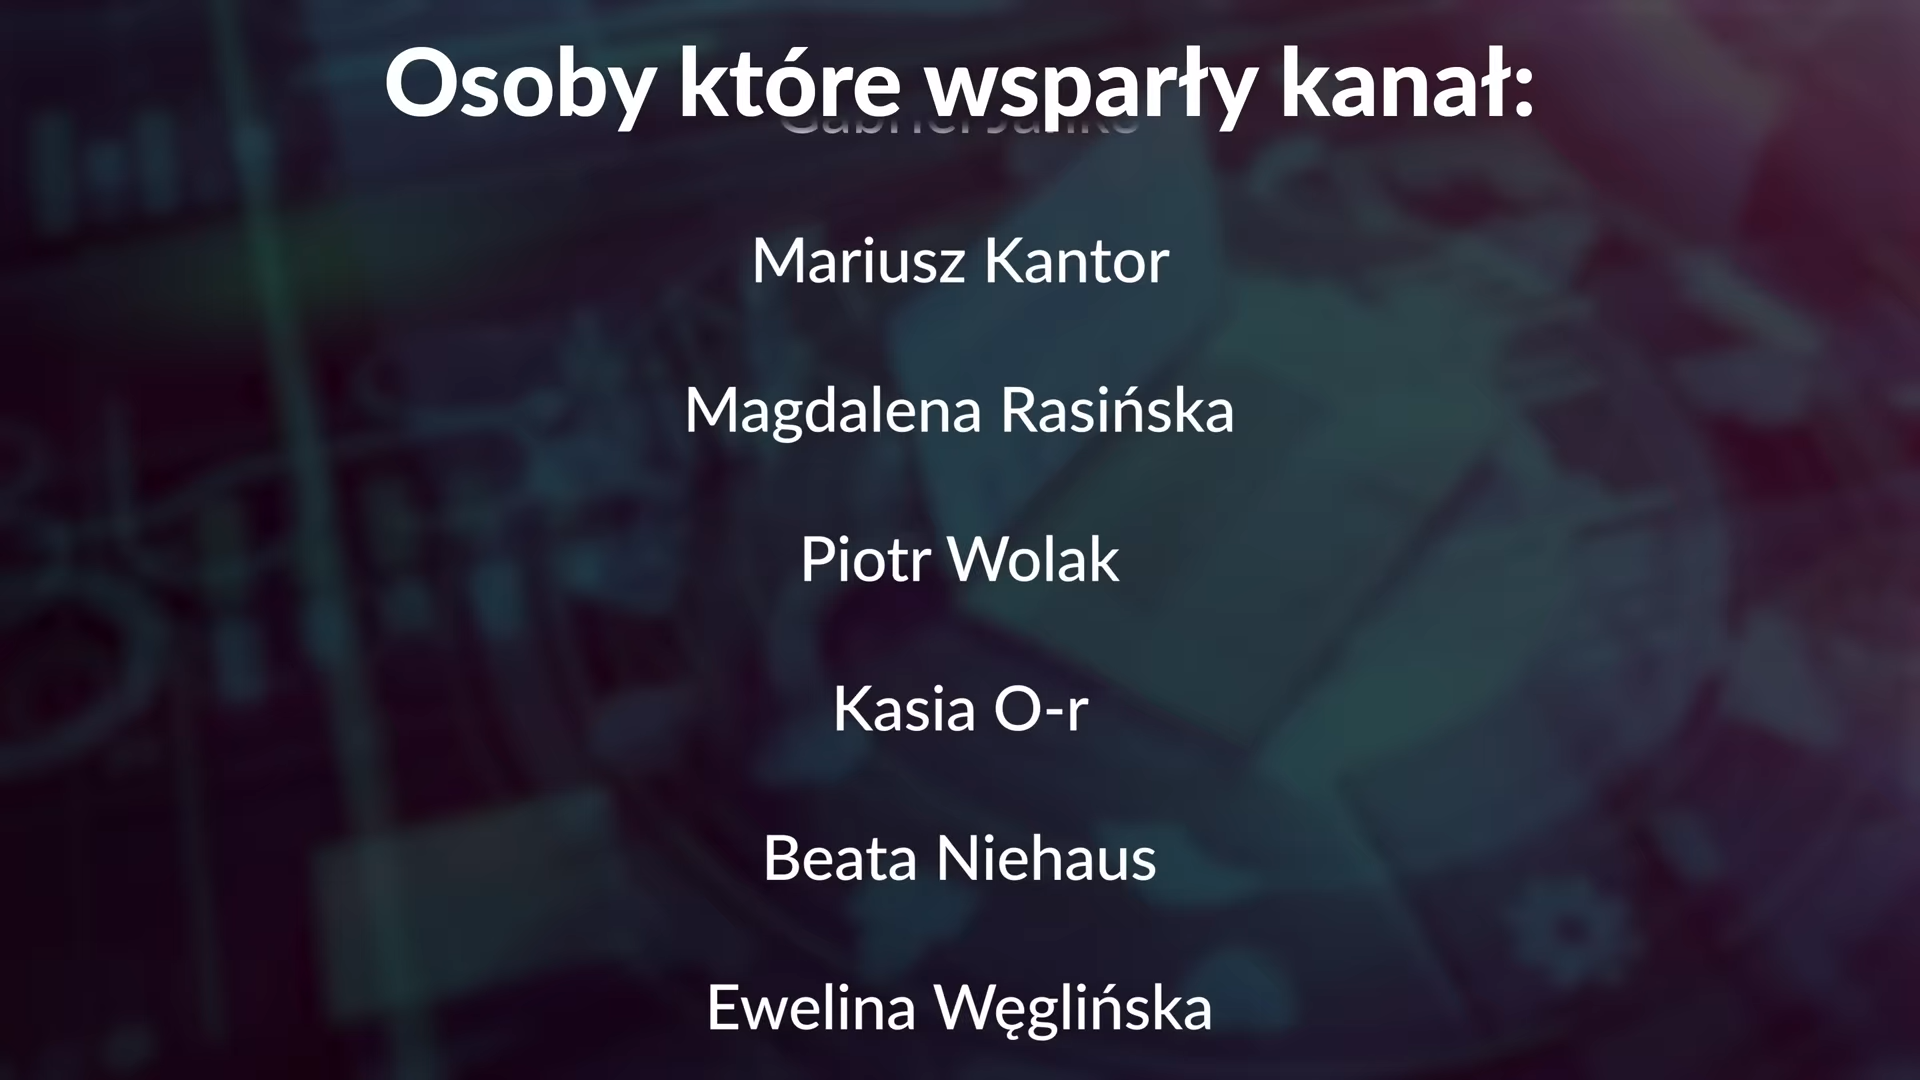 Osoby które wsparły kanał:
Mariusz Kantor
Magdalena Rasińska
Piotr Wolak
Kasia O-r
Beata Niehaus
Ewelina Węglińska